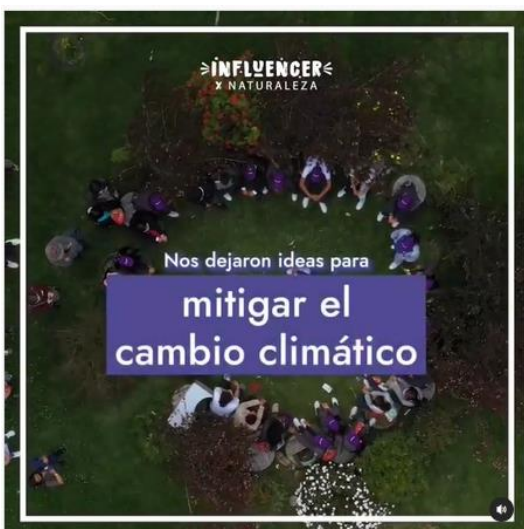 INFLUENCER
X NATURALEZA
Nos dejaron ideas para
mitigar el
cambio climático